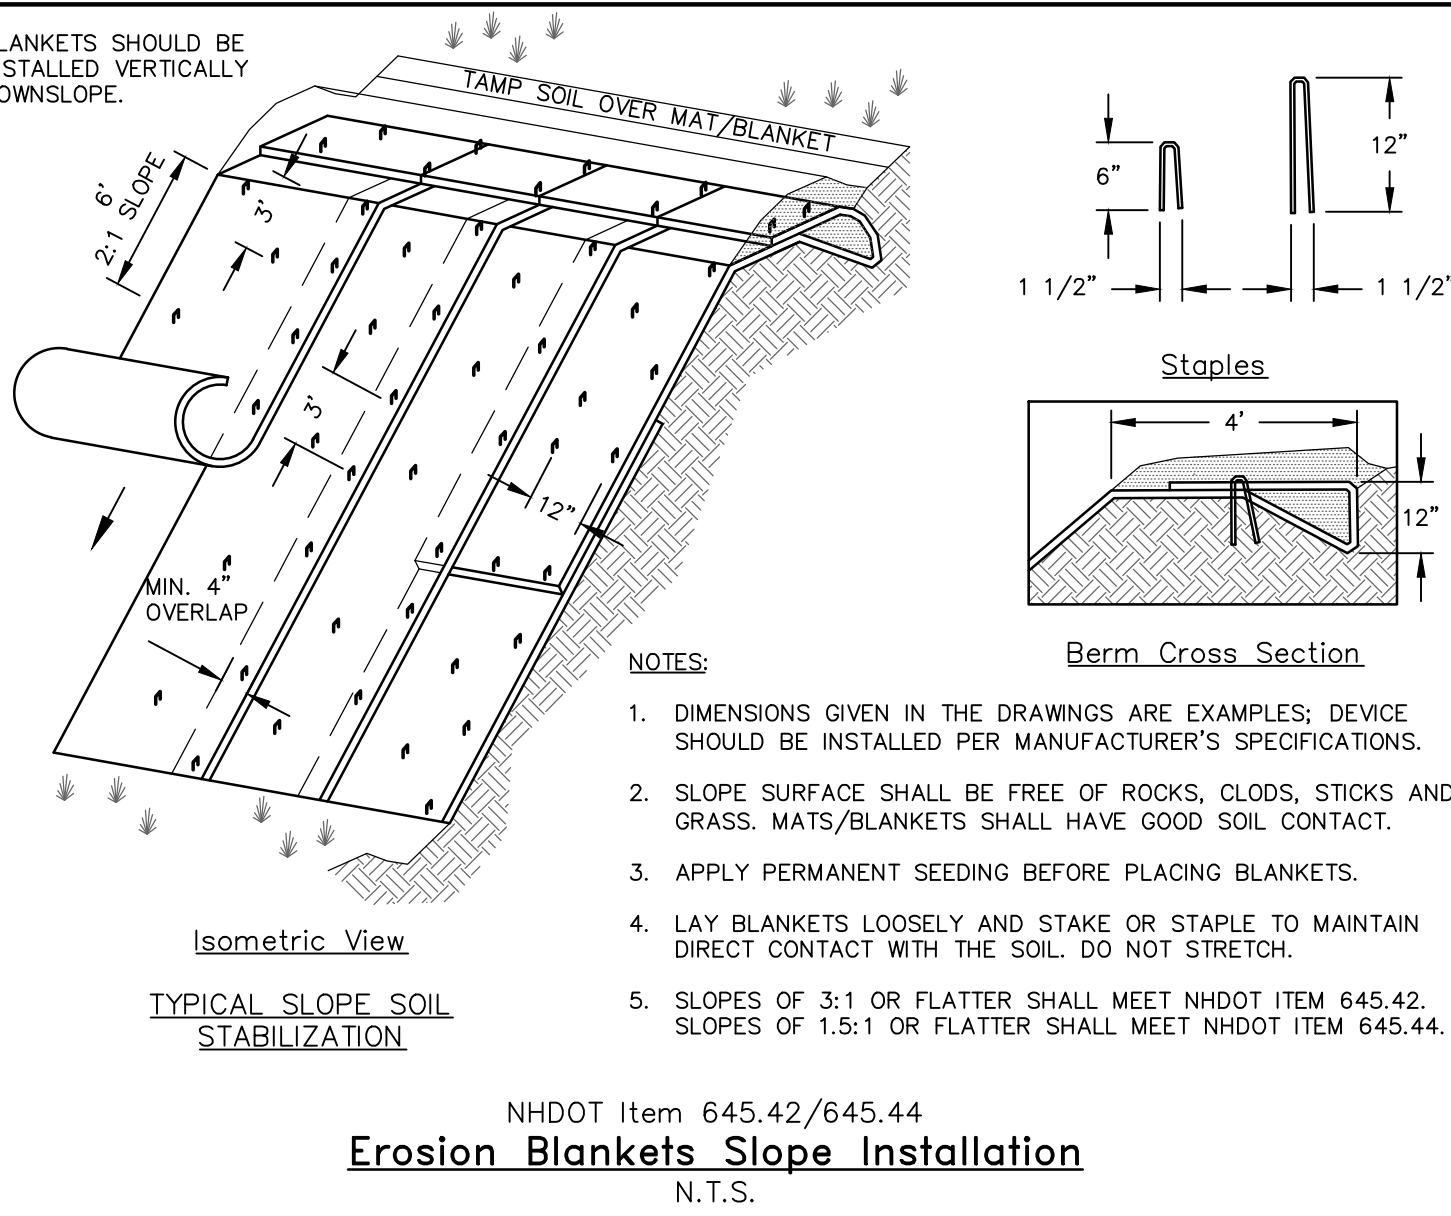 LANKETS SHOULD BE
STALLED VERTICALLY
OWNSLOPE.
TAMP SOIL OVER MAT/BLANKET
6'
2:1 SLOPE
3'
3'
12"
MIN. 4"
OVERLAP
Isometric View
TYPICAL SLOPE SOIL
STABILIZATION
6"
12"
1 1/2"
1 1/2"
Staples
4'
12"
Berm Cross Section
NOTES:
1. DIMENSIONS GIVEN IN THE DRAWINGS ARE EXAMPLES; DEVICE
SHOULD BE INSTALLED PER MANUFACTURER'S SPECIFICATIONS.
2. SLOPE SURFACE SHALL BE FREE OF ROCKS, CLODS, STICKS AND
GRASS. MATS/BLANKETS SHALL HAVE GOOD SOIL CONTACT.
3. APPLY PERMANENT SEEDING BEFORE PLACING BLANKETS.
4. LAY BLANKETS LOOSELY AND STAKE OR STAPLE TO MAINTAIN
DIRECT CONTACT WITH THE SOIL. DO NOT STRETCH.
5. SLOPES OF 3:1 OR FLATTER SHALL MEET NHDOT ITEM 645.42.
SLOPES OF 1.5:1 OR FLATTER SHALL MEET NHDOT ITEM 645.44.
NHDOT Item 645.42/645.44
Erosion Blankets Slope Installation
N.T.S.